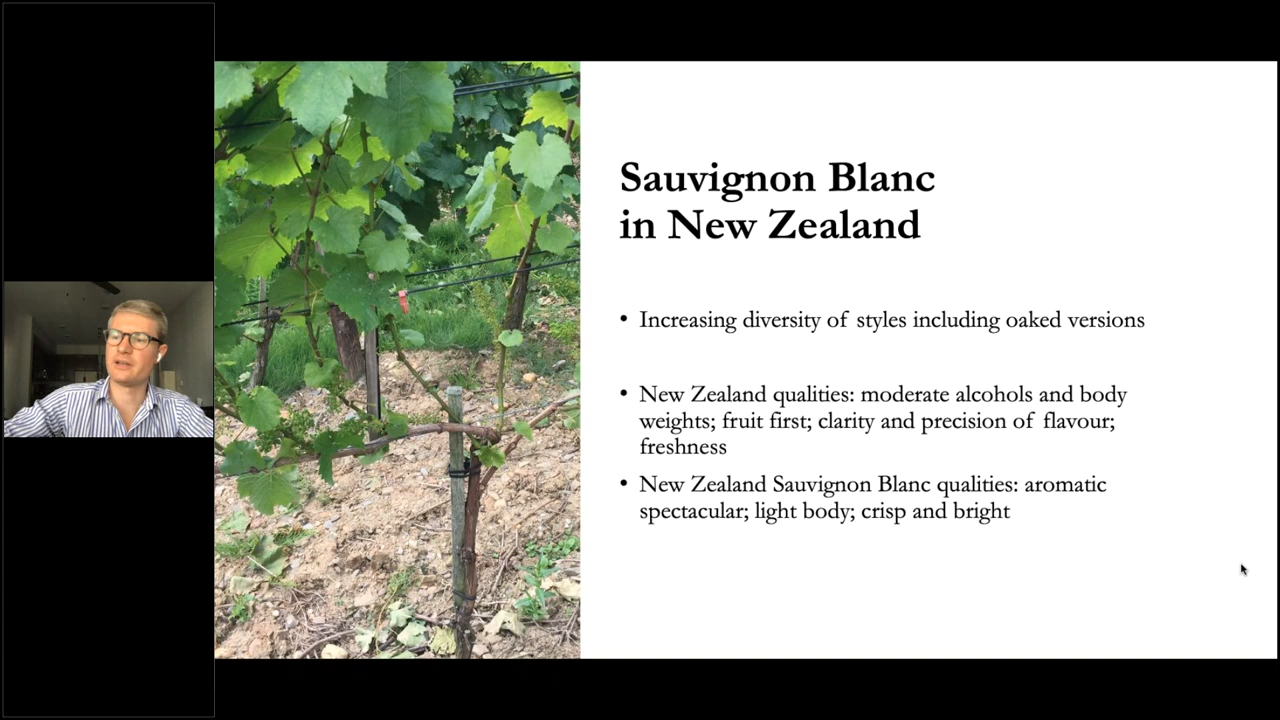 Sauvignon Blanc
in New Zealand
• Increasing diversity of styles including oaked versions
• New Zealand qualities: moderate alcohols and body
weights; fruit first; clarity and precision of flavour;
freshness
• New Zealand Sauvignon Blanc qualities: aromatic
spectacular; light body; crisp and bright